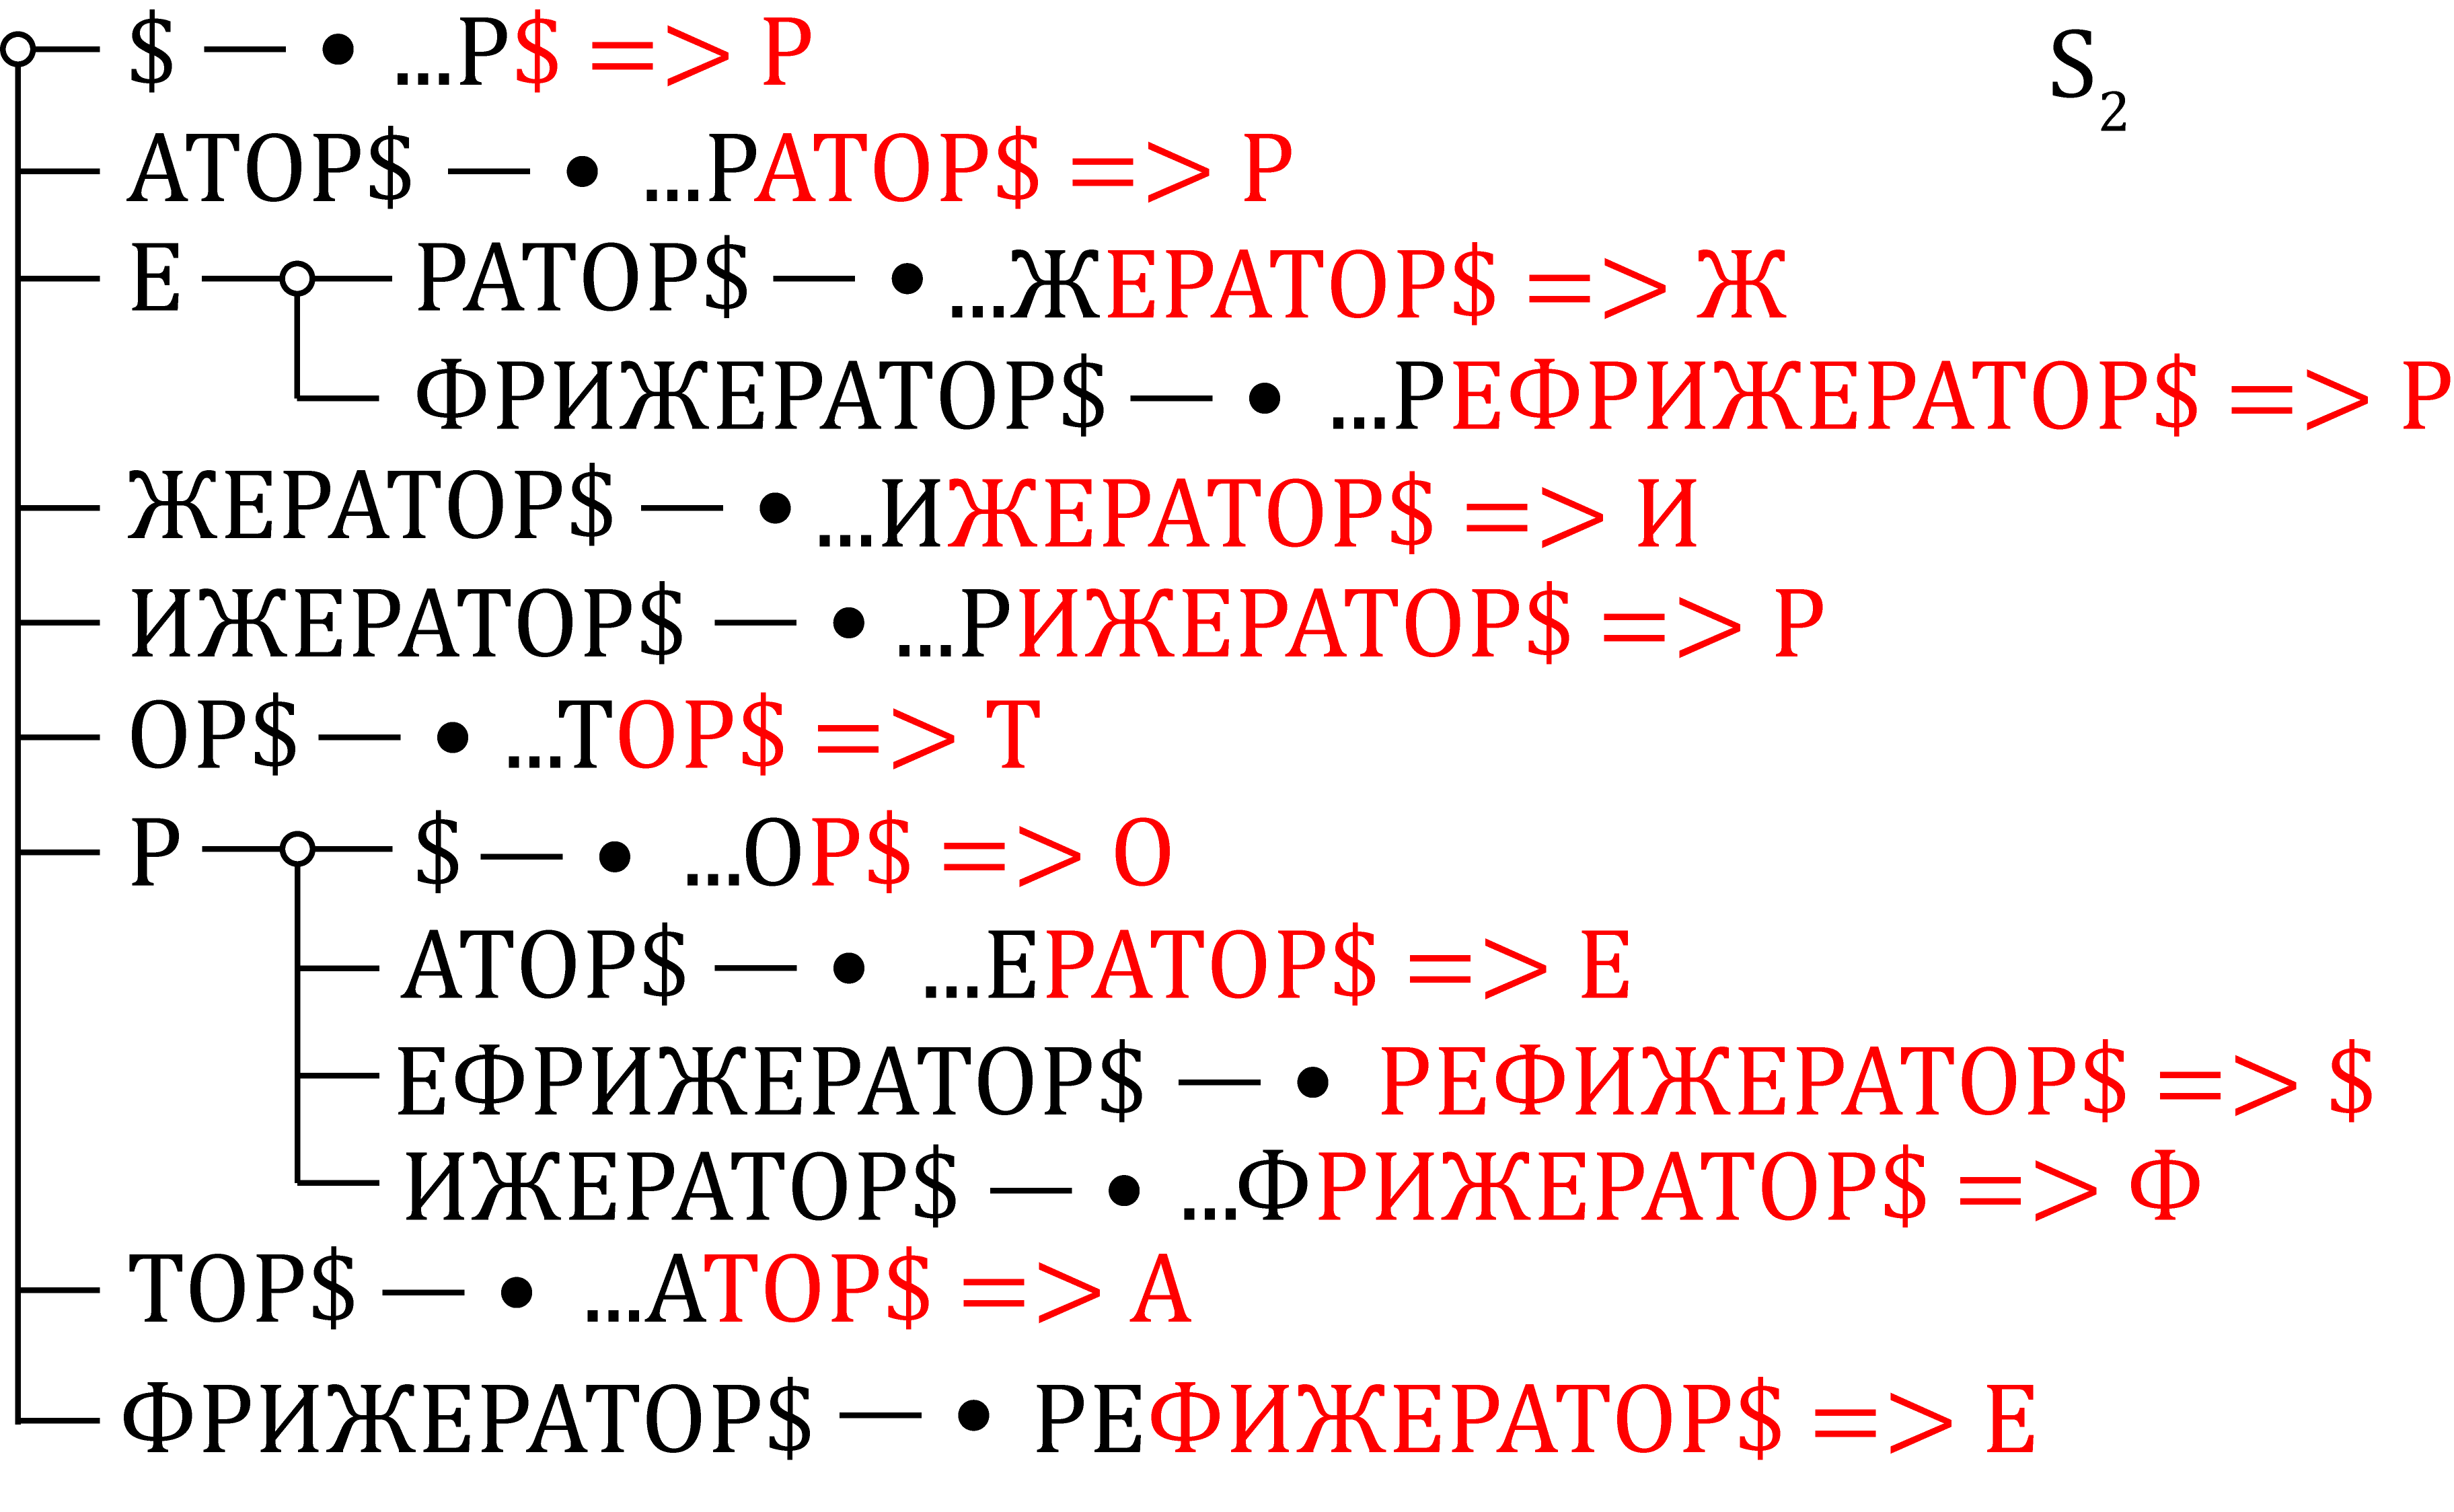 $ — • ...Р$ => Р
S2
АТОР$ — • ...РАТОР$ => Р
Е РАТОР$ — • ...ЖЕРАТОР$ => Ж
ФРИЖЕРАТОР$ — • ...РЕФРИЖЕРАТОР$ => Р
ЖЕРАТОР$ — • ...ИЖЕРАТОР$ => И
ИЖЕРАТОР$ — • ...РИЖЕРАТОР$ => Р
ОР$ — • ...ТОР$ => Т
Р $ — • ...ОР$ => О
АТОР$ — • ...ЕРАТОР$ => Е
ЕФРИЖЕРАТОР$ — • РЕФИЖЕРАТОР$ => $
ИЖЕРАТОР$ — • ...ФРИЖЕРАТОР$ => Ф
ТОР$ — • ...АТОР$ => А
ФРИЖЕРАТОР$ — • РЕФИЖЕРАТОР$ => Е